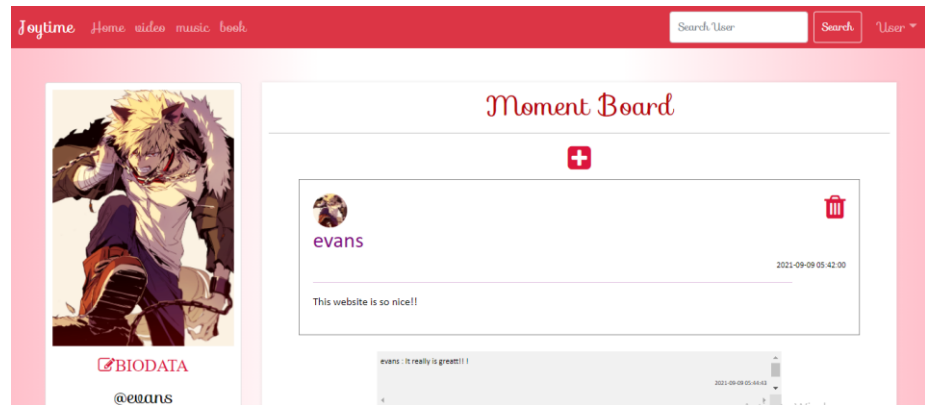 Joytime Home video music book Search User Search User
Moment Board
evans
2021-09-09 05:42:00
This website is so nice!!
BIODATA
@evans
evans : It really is greatt!! !
2021-09-09 05:44:43